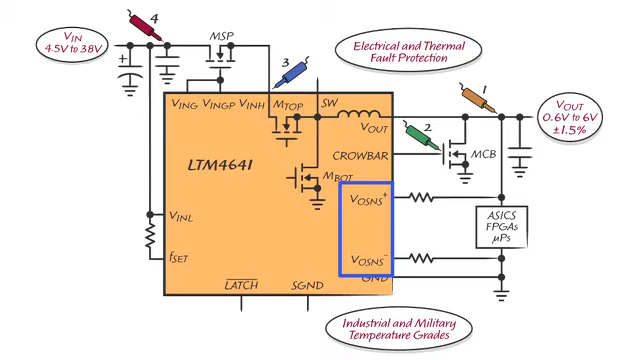 4
VIN
4.5V to 38V
MSP
Electrical and Thermal
Fault Protection
3
1
VING
VINGP
VINH
MTOP
SW
VOUT
0.6V to 6V
±1.5%
VOUT
2
CROWBAR
MCB
LTM4641
MBOT
VOSNS+
ASICS
FPGAs
µPs
VINL
fSET
VOSNS−
GND
LATCH
SGND
Industrial and Military
Temperature Grades